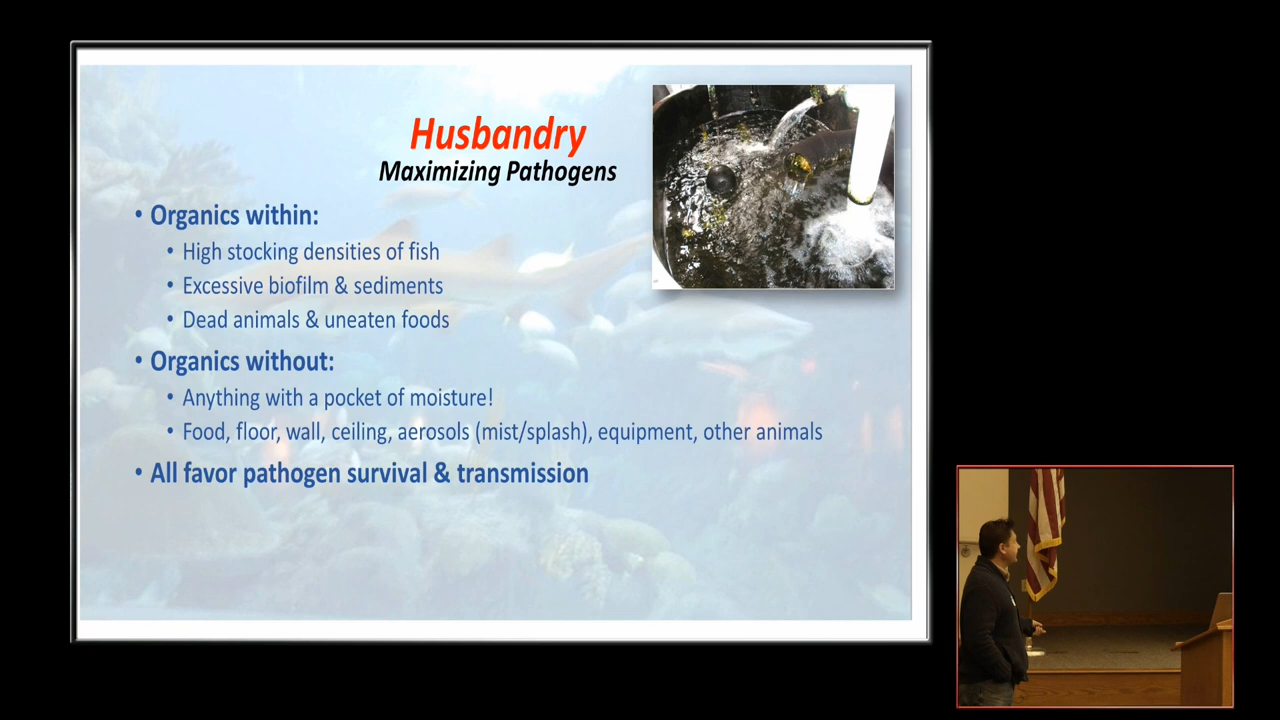 Husbandry
Maximizing Pathogens
• Organics within:
• High stocking densities of fish
• Excessive biofilm & sediments
• Dead animals & uneaten foods
• Organics without:
• Anything with a pocket of moisture!
• Food, floor, wall, ceiling, aerosols (mist/splash), equipment, other animals
• All favor pathogen survival & transmission